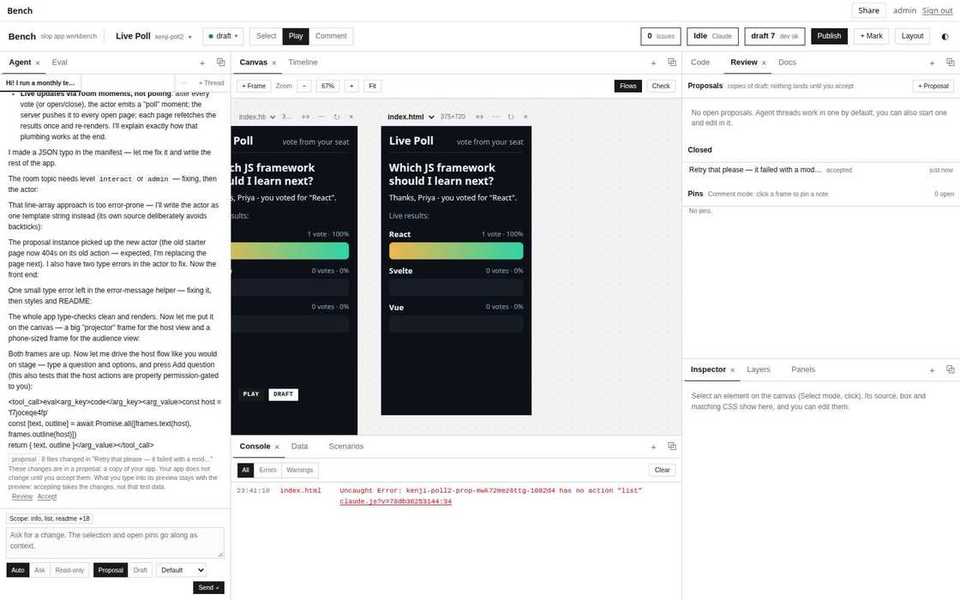 Bench
Share admin Sign out
Bench slop app workbench Live Poll kenji-poll2 draft Select Play Comment 0 issues Idle Claude draft 7 dev ok Publish + Mark Layout
Agent × Eval +
Hi! I run a monthly te... ··· + Thread
Live updates via room moments, not polling: after every
vote (or open/close), the actor emits a "poll" moment; the
server pushes it to every open page; each page refetches the
results once and re-renders. I'll explain exactly how that
plumbing works at the end.
I made a JSON typo in the manifest — let me fix it and write the
rest of the app.
The room topic needs level interact or admin — fixing, then
the actor:
That line-array approach is too error-prone — I'll write the actor as
one template string instead (its own source deliberately avoids
backticks):
The proposal instance picked up the new actor (the old starter
page now 404s on its old action — expected, I'm replacing the
page next). I also have two type errors in the actor to fix. Now the
front end:
One small type error left in the error-message helper — fixing it,
then styles and README:
The whole app type-checks clean and renders. Now let me put it
on the canvas — a big "projector" frame for the host view and a
phone-sized frame for the audience view:
Both frames are up. Now let me drive the host flow like you would
on stage — type a question and options, and press Add question
(this also tests that the host actions are properly permission-gated
to you):
<tool_call>eval<arg_key>code</arg_key><arg_value>const host =
'f7joceqe4fp'
const [text, outline] = await Promise.all([frames.text(host),
frames.outline(host)])
return { text, outline }</arg_value></tool_call>
proposal 8 files changed in "Retry that please — it failed with a mod..."
These changes are in a proposal: a copy of your app. Your app does not
change until you accept them. What you type into its preview stays with the
preview: accepting takes the changes, not that test data.
Review Accept
Scope: info, list, readme +18
Ask for a change. The selection and open pins go along as
context.
Auto Ask Read-only Proposal Draft Default
Send
Canvas × Timeline +
+ Frame Zoom − 67% + Fit Flows Check
index.ht 3... ··· ×
Poll vote from your seat
ch JS framework
uld I learn next?
s, Priya - you voted for "React".
sults:
1 vote · 100%
0 votes · 0%
0 votes · 0%
PLAY DRAFT
index.html 375×720 ··· ×
Live Poll vote from your seat
Which JS framework
should I learn next?
Thanks, Priya - you voted for "React".
Live results:
React 1 vote · 100%
Svelte 0 votes · 0%
Vue 0 votes · 0%
Console × Data Scenarios +
All Errors Warnings Clear
23:41:10 index.html Uncaught Error: kenji-poll2-prop-mwk72mez6ttg-1082d4 has no action "list"
Code Review × Docs +
Proposals copies of draft; nothing lands until you accept + Proposal
No open proposals. Agent threads work in one by default; you can also start one
and edit in it.
Closed
Retry that please — it failed with a mod... accepted just now
Pins Comment mode: click a frame to pin a note 0 open
No pins.
Inspector × Layers Panels +
Select an element on the canvas (Select mode, click). Its source, box and
matching CSS show here, and you can edit them.